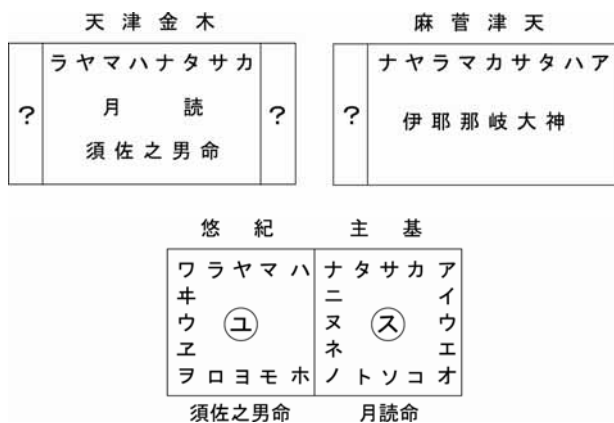 天津金木
ラヤマハナタサカ
? 月 読 ?
須佐之男命
麻菅津天
ナヤラマカサタハア
? 伊耶那岐大神
悠紀 主基
ワラヤマハ ナタサカア
ヰ ニ イ
ウ ユ ヌ ス ウ
ヱ ネ エ
ヲロヨモホ ノトソコオ
須佐之男命 月読命